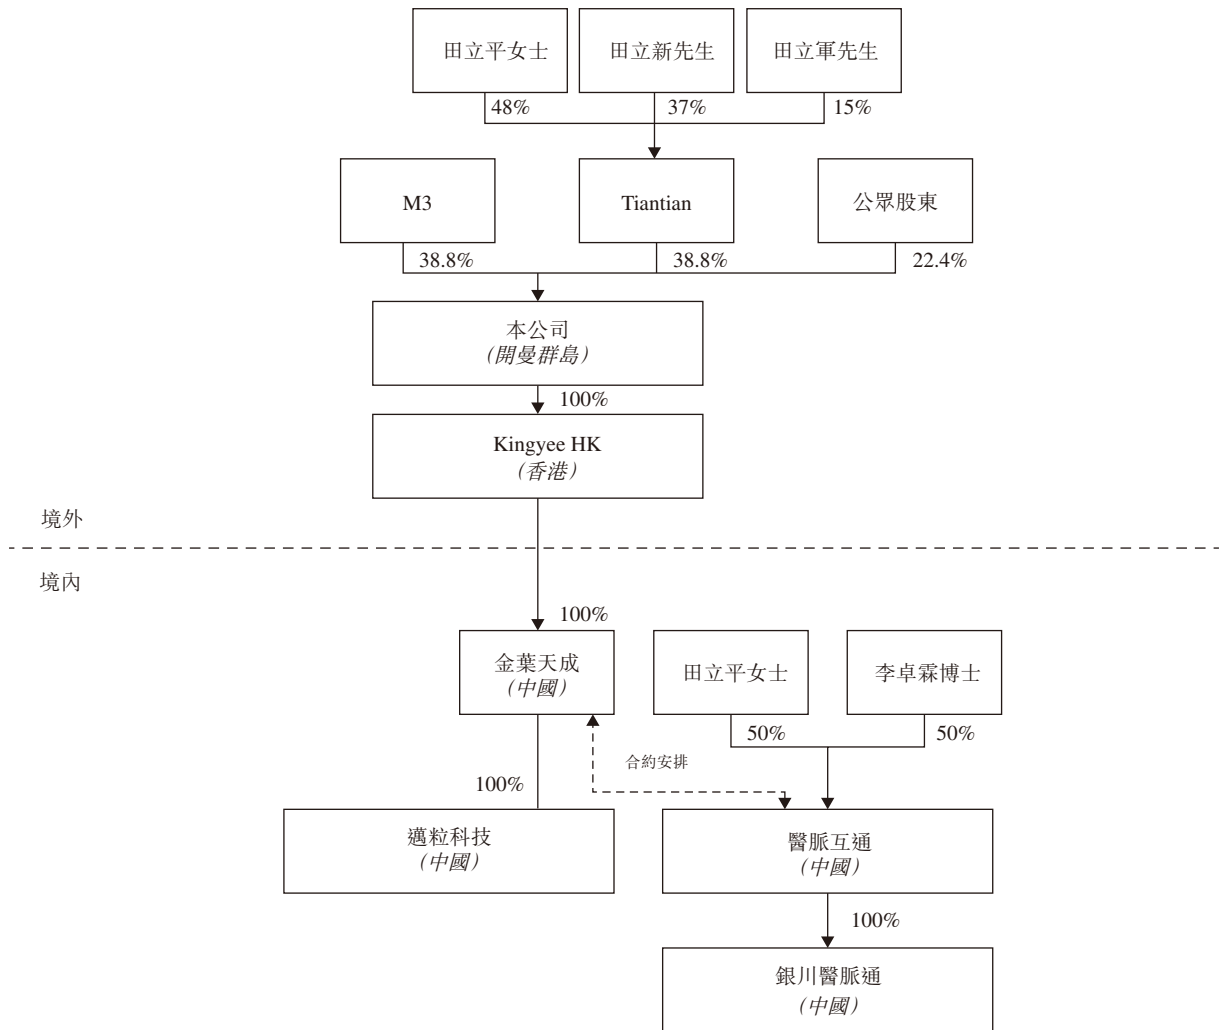 田立平女士
田立新先生
田立軍先生
48%
37%
15%
M3
Tiantian
公眾股東
38.8%
38.8%
22.4%
本公司
（開曼群島）
100%
Kingyee HK
（香港）
境外
境內
100%
金葉天成
（中國）
田立平女士
李卓霖博士
50%
50%
合約安排
100%
邁粒科技
（中國）
醫脈互通
（中國）
100%
銀川醫脈通
（中國）